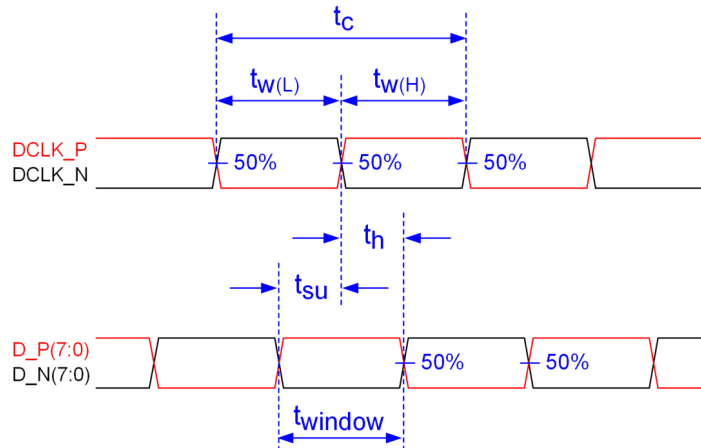 tc
tw(L) tw(H)
DCLK_P
DCLK_N
50% 50% 50%
th
tsu
D_P(7:0)
D_N(7:0)
50% 50%
twindow